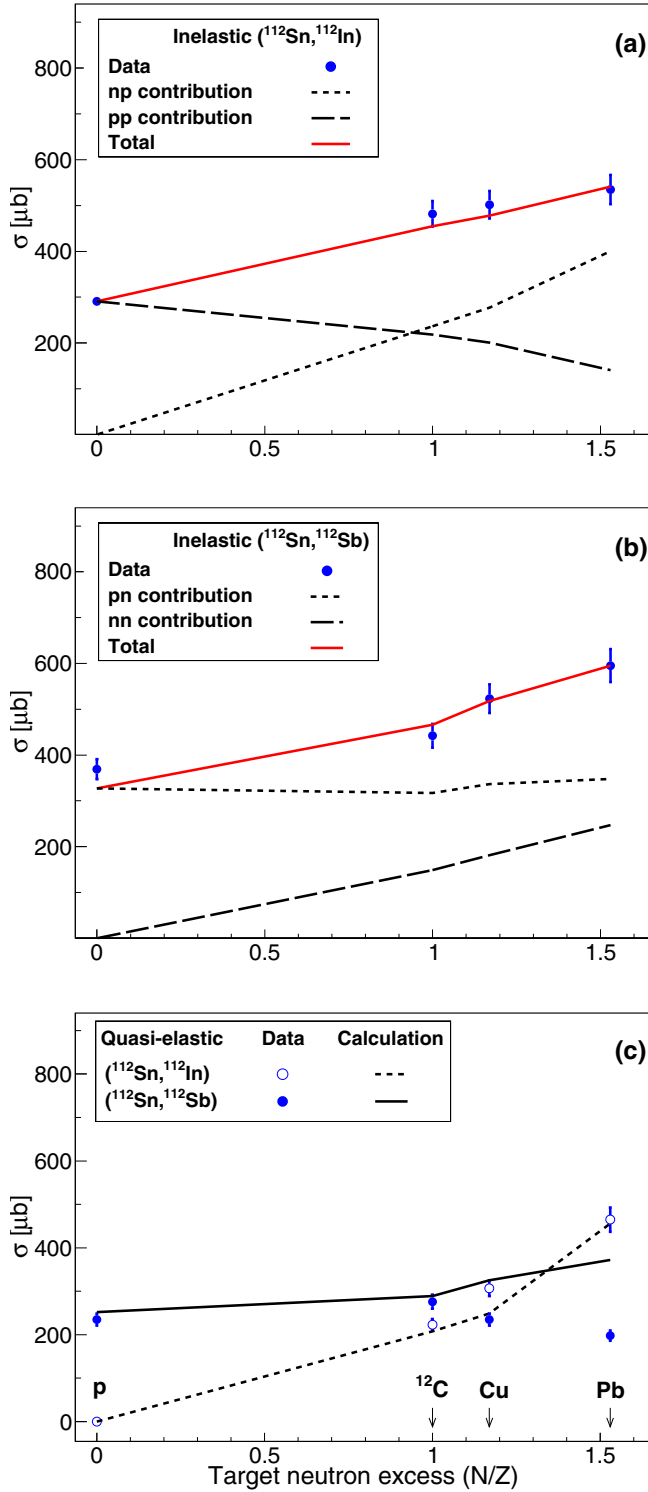 Inelastic (¹¹²Sn,¹¹²In)
(a)
Data
np contribution
pp contribution
Total
σ [μb]
800
600
400
200
0 0.5 1 1.5
Inelastic (¹¹²Sn,¹¹²Sb)
(b)
Data
pn contribution
nn contribution
Total
σ [μb]
800
600
400
200
0 0.5 1 1.5
Quasi-elastic Data Calculation
(c)
(¹¹²Sn,¹¹²In)
(¹¹²Sn,¹¹²Sb)
σ [μb]
800
600
400
200
0
p ¹²C Cu Pb
0 0.5 1 1.5
Target neutron excess (N/Z)